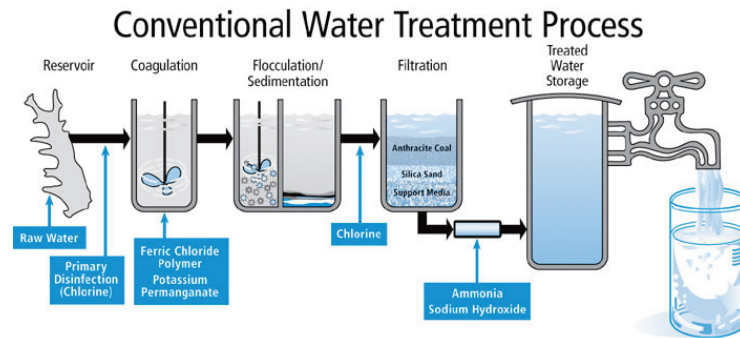 Conventional Water Treatment Process
Reservoir
Coagulation
Flocculation/
Sedimentation
Filtration
Treated
Water
Storage
Anthracite Coal
Silica Sand
Support Media
Raw Water
Primary
Disinfection
(Chlorine)
Ferric Chloride
Polymer
Potassium
Permanganate
Chlorine
Ammonia
Sodium Hydroxide